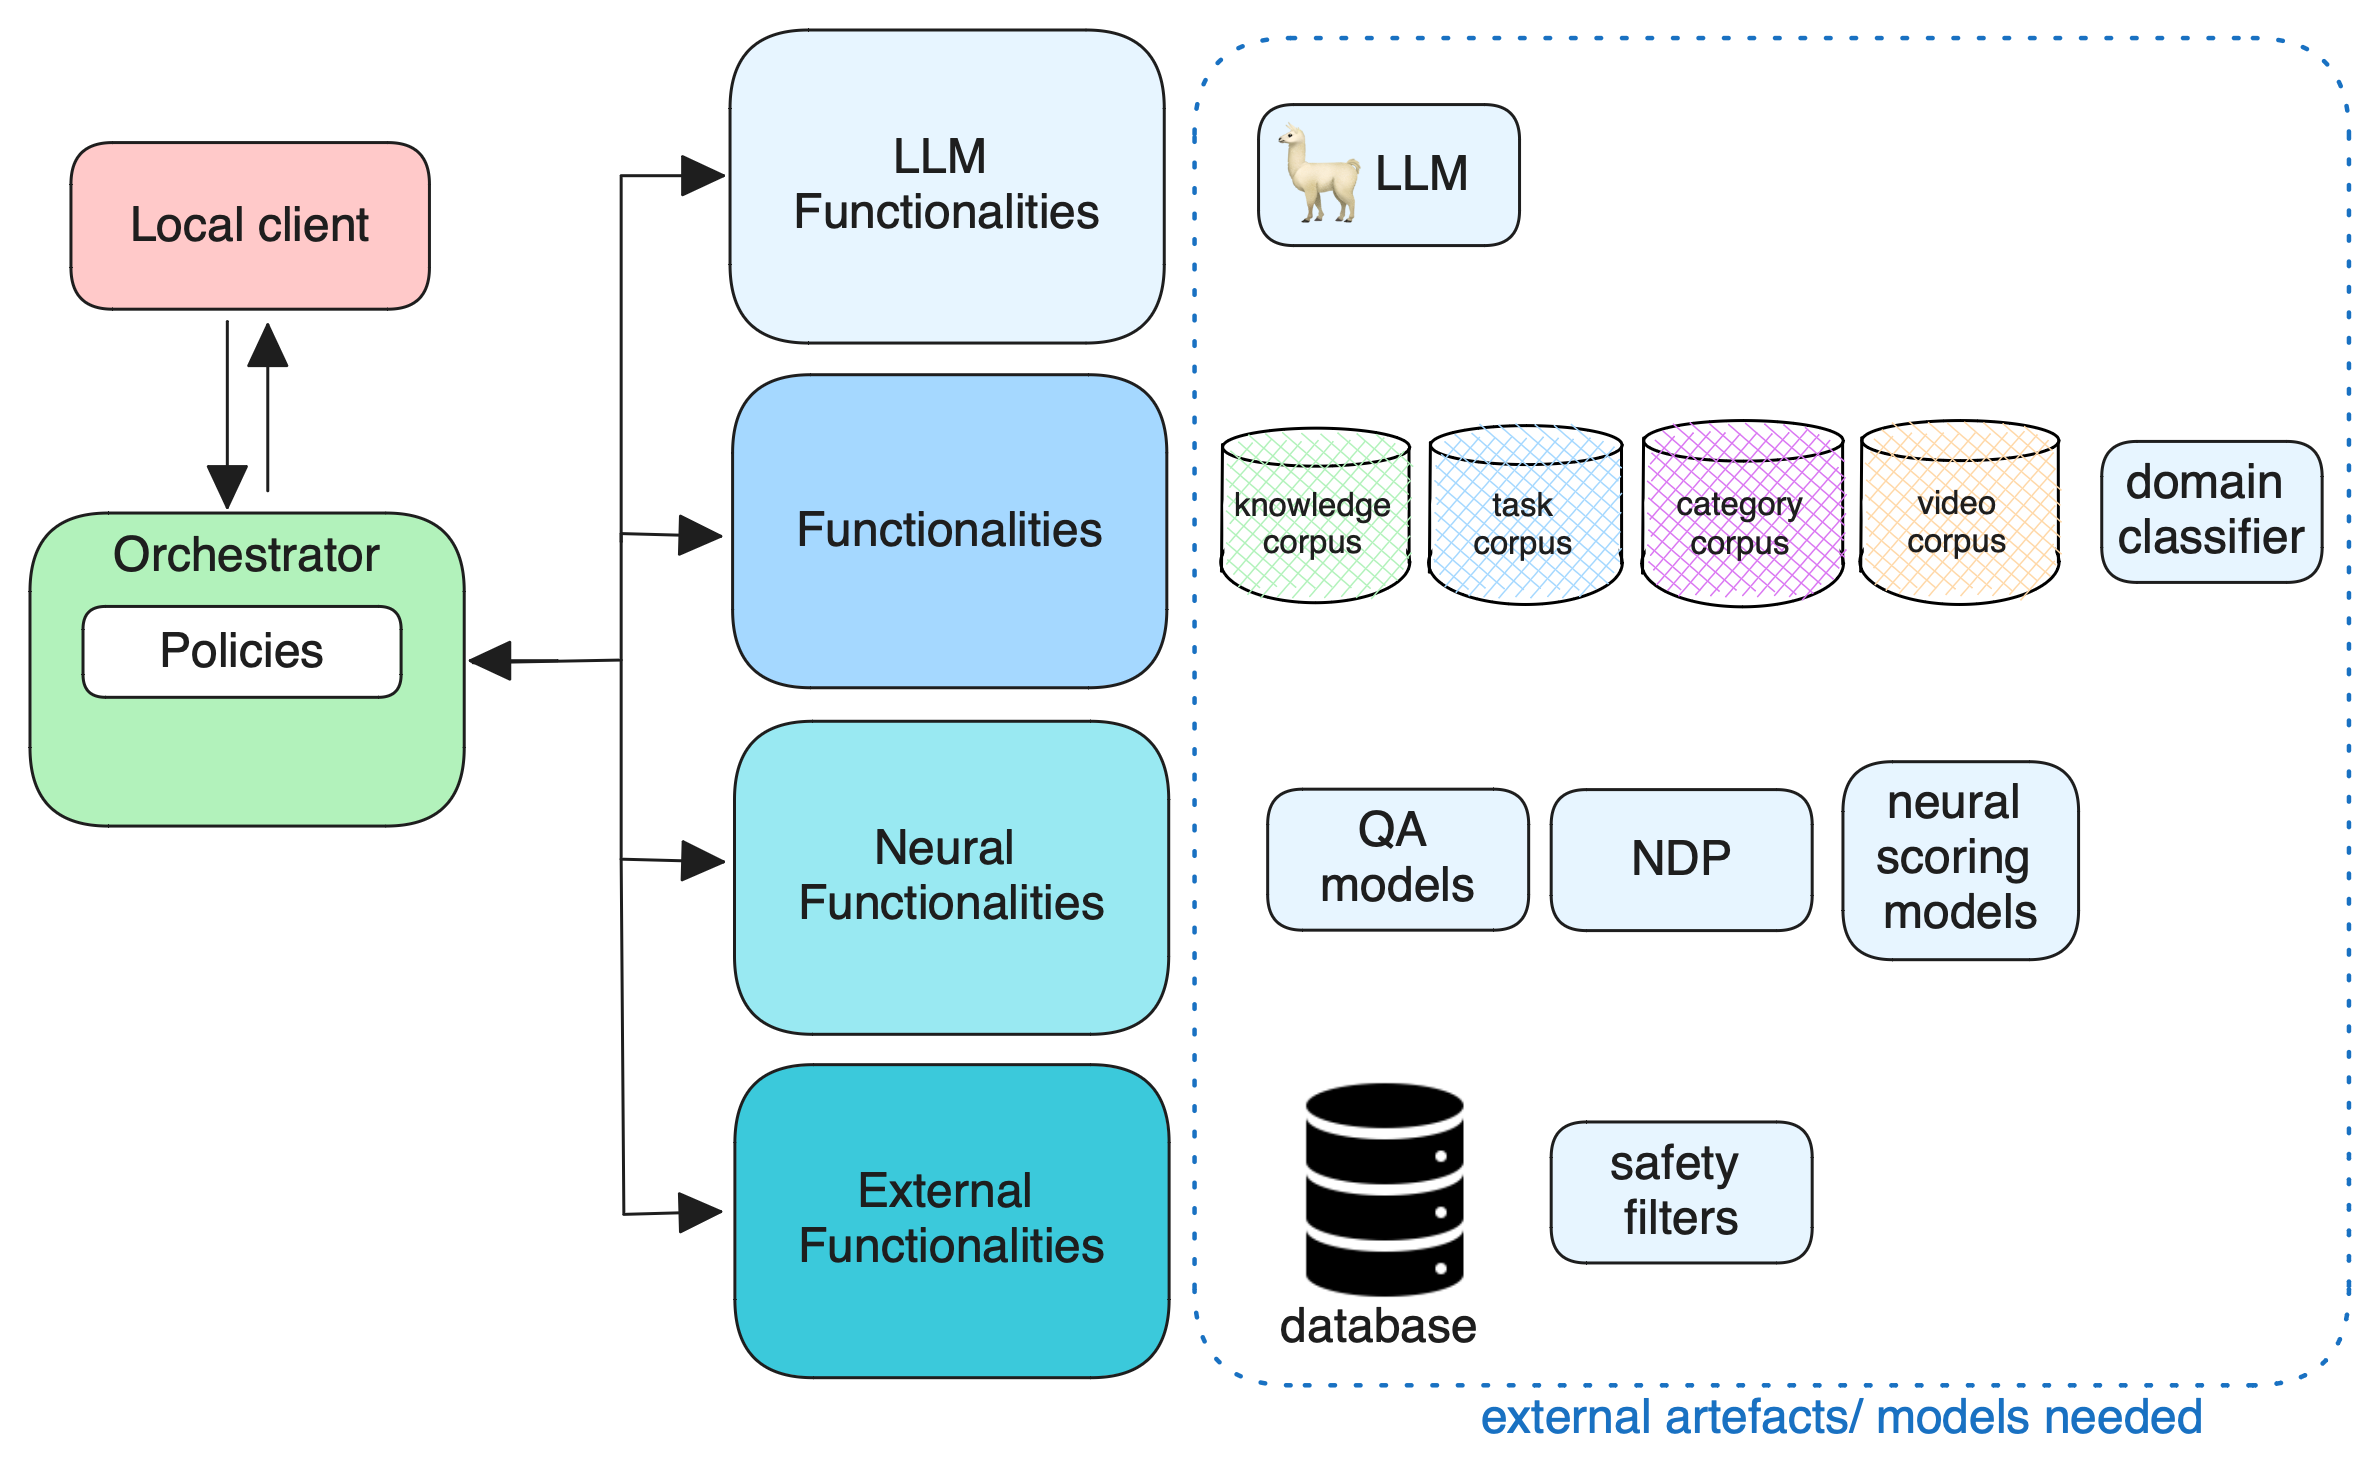 Local client
Orchestrator
Policies
LLM
Functionalities
Functionalities
Neural
Functionalities
External
Functionalities
LLM
knowledge
corpus
task
corpus
category
corpus
video
corpus
domain
classifier
QA
models
NDP
neural
scoring
models
database
safety
filters
external artefacts/ models needed